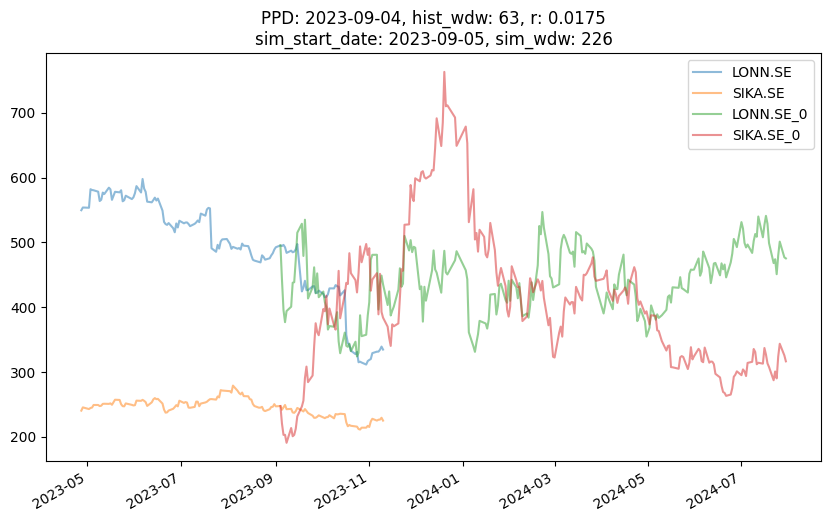 PPD: 2023-09-04, hist_wdw: 63, r: 0.0175
sim_start_date: 2023-09-05, sim_wdw: 226
LONN.SE
SIKA.SE
LONN.SE_0
SIKA.SE_0
700
600
500
400
300
200
2023-05
2023-07
2023-09
2023-11
2024-01
2024-03
2024-05
2024-07